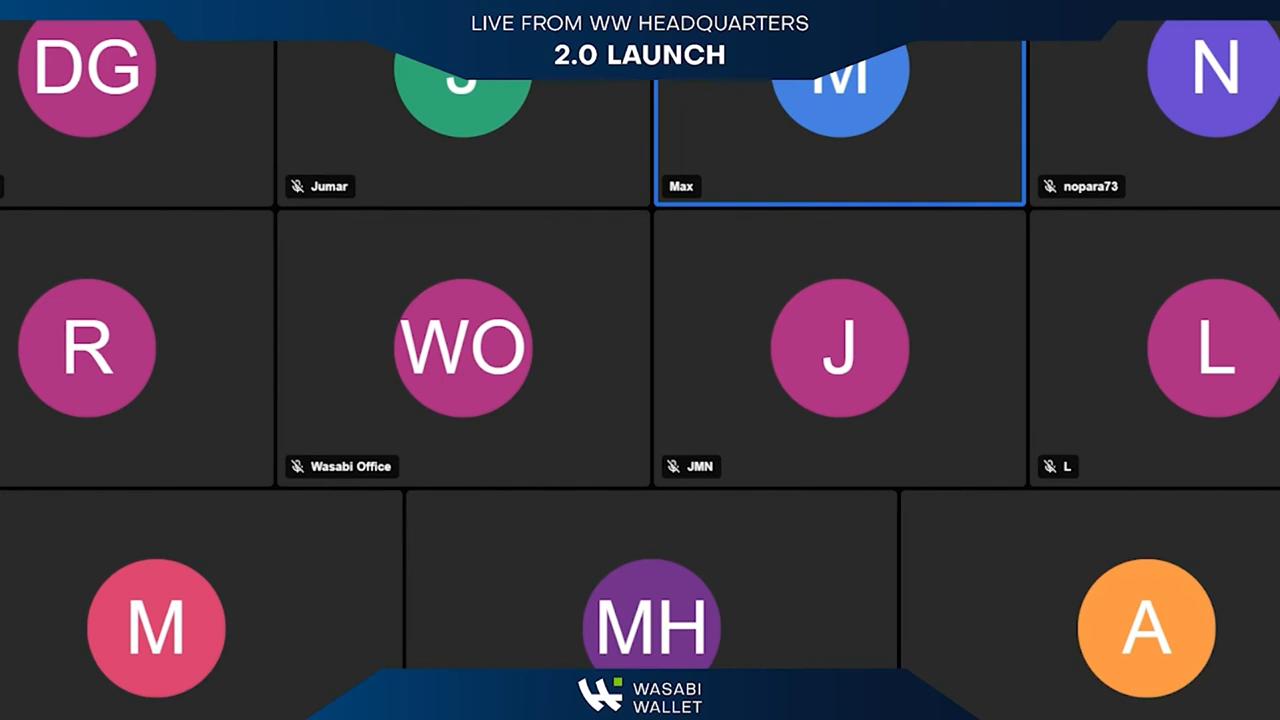 LIVE FROM WW HEADQUARTERS
2.0 LAUNCH
DG
J
M
N
Jumar
Max
nopara73
R
WO
J
L
Wasabi Office
JMN
L
M
MH
A
WASABI
WALLET